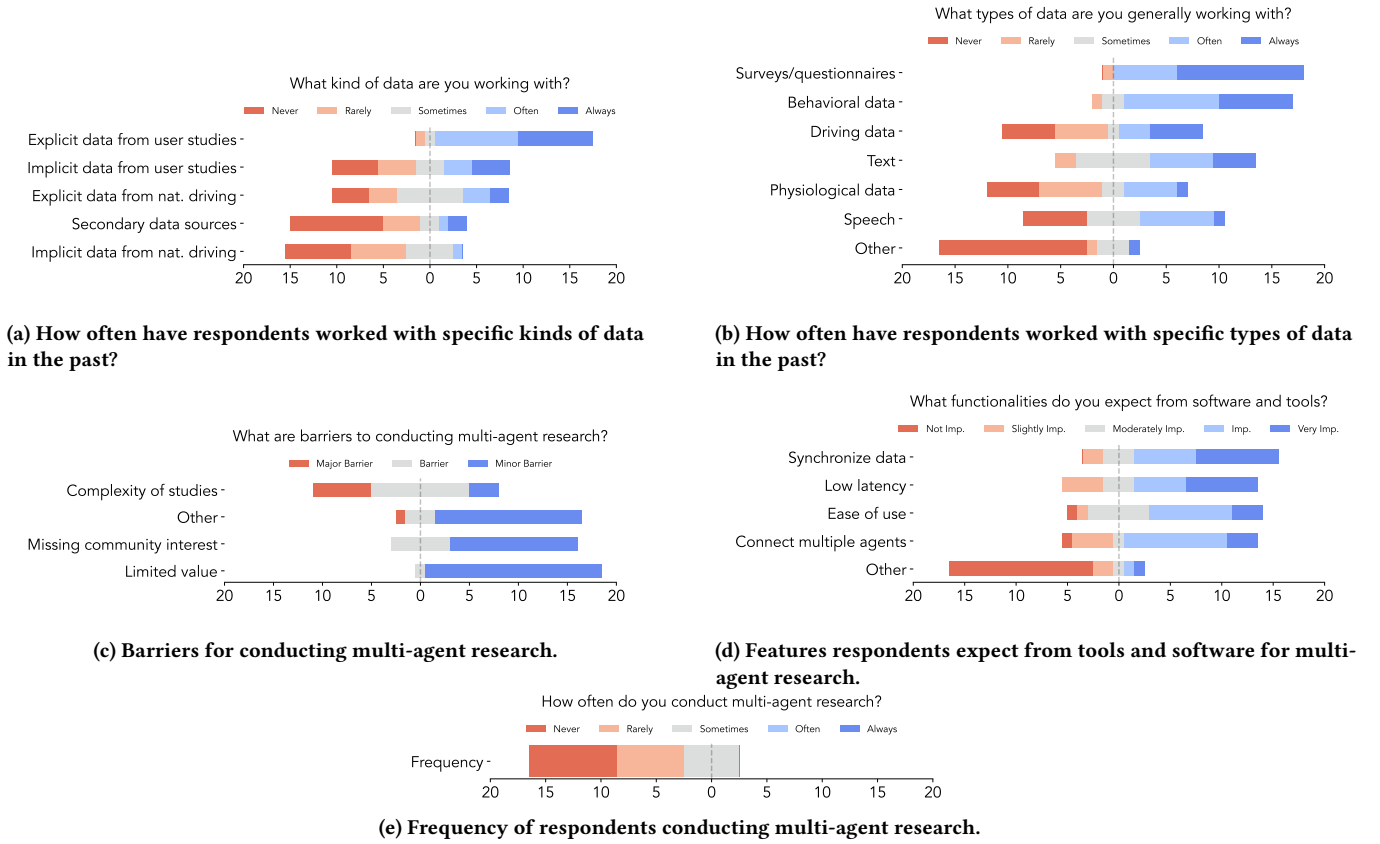 What kind of data are you working with?
Never Rarely Sometimes Often Always
Explicit data from user studies
Implicit data from user studies
Explicit data from nat. driving
Secondary data sources
Implicit data from nat. driving
20 15 10 5 0 5 10 15 20
(a) How often have respondents worked with specific kinds of data
in the past?
What types of data are you generally working with?
Never Rarely Sometimes Often Always
Surveys/questionnaires
Behavioral data
Driving data
Text
Physiological data
Speech
Other
20 15 10 5 0 5 10 15 20
(b) How often have respondents worked with specific types of data
in the past?
What are barriers to conducting multi-agent research?
Major Barrier Barrier Minor Barrier
Complexity of studies
Other
Missing community interest
Limited value
20 15 10 5 0 5 10 15 20
(c) Barriers for conducting multi-agent research.
What functionalities do you expect from software and tools?
Not Imp. Slightly Imp. Moderately Imp. Imp. Very Imp.
Synchronize data
Low latency
Ease of use
Connect multiple agents
Other
20 15 10 5 0 5 10 15 20
(d) Features respondents expect from tools and software for multi-
agent research.
How often do you conduct multi-agent research?
Never Rarely Sometimes Often Always
Frequency
20 15 10 5 0 5 10 15 20
(e) Frequency of respondents conducting multi-agent research.